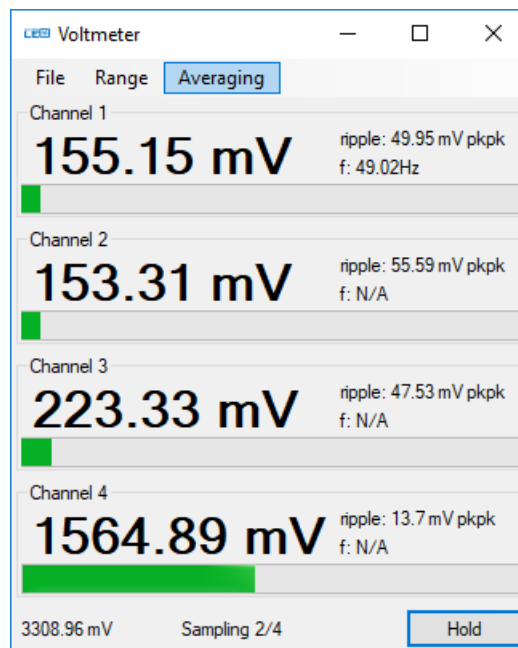 Voltmeter
File Range Averaging
Channel 1
155.15 mV
ripple: 49.95 mV pkpk
f: 49.02Hz
Channel 2
153.31 mV
ripple: 55.59 mV pkpk
f: N/A
Channel 3
223.33 mV
ripple: 47.53 mV pkpk
f: N/A
Channel 4
1564.89 mV
ripple: 13.7 mV pkpk
f: N/A
3308.96 mV Sampling 2/4 Hold